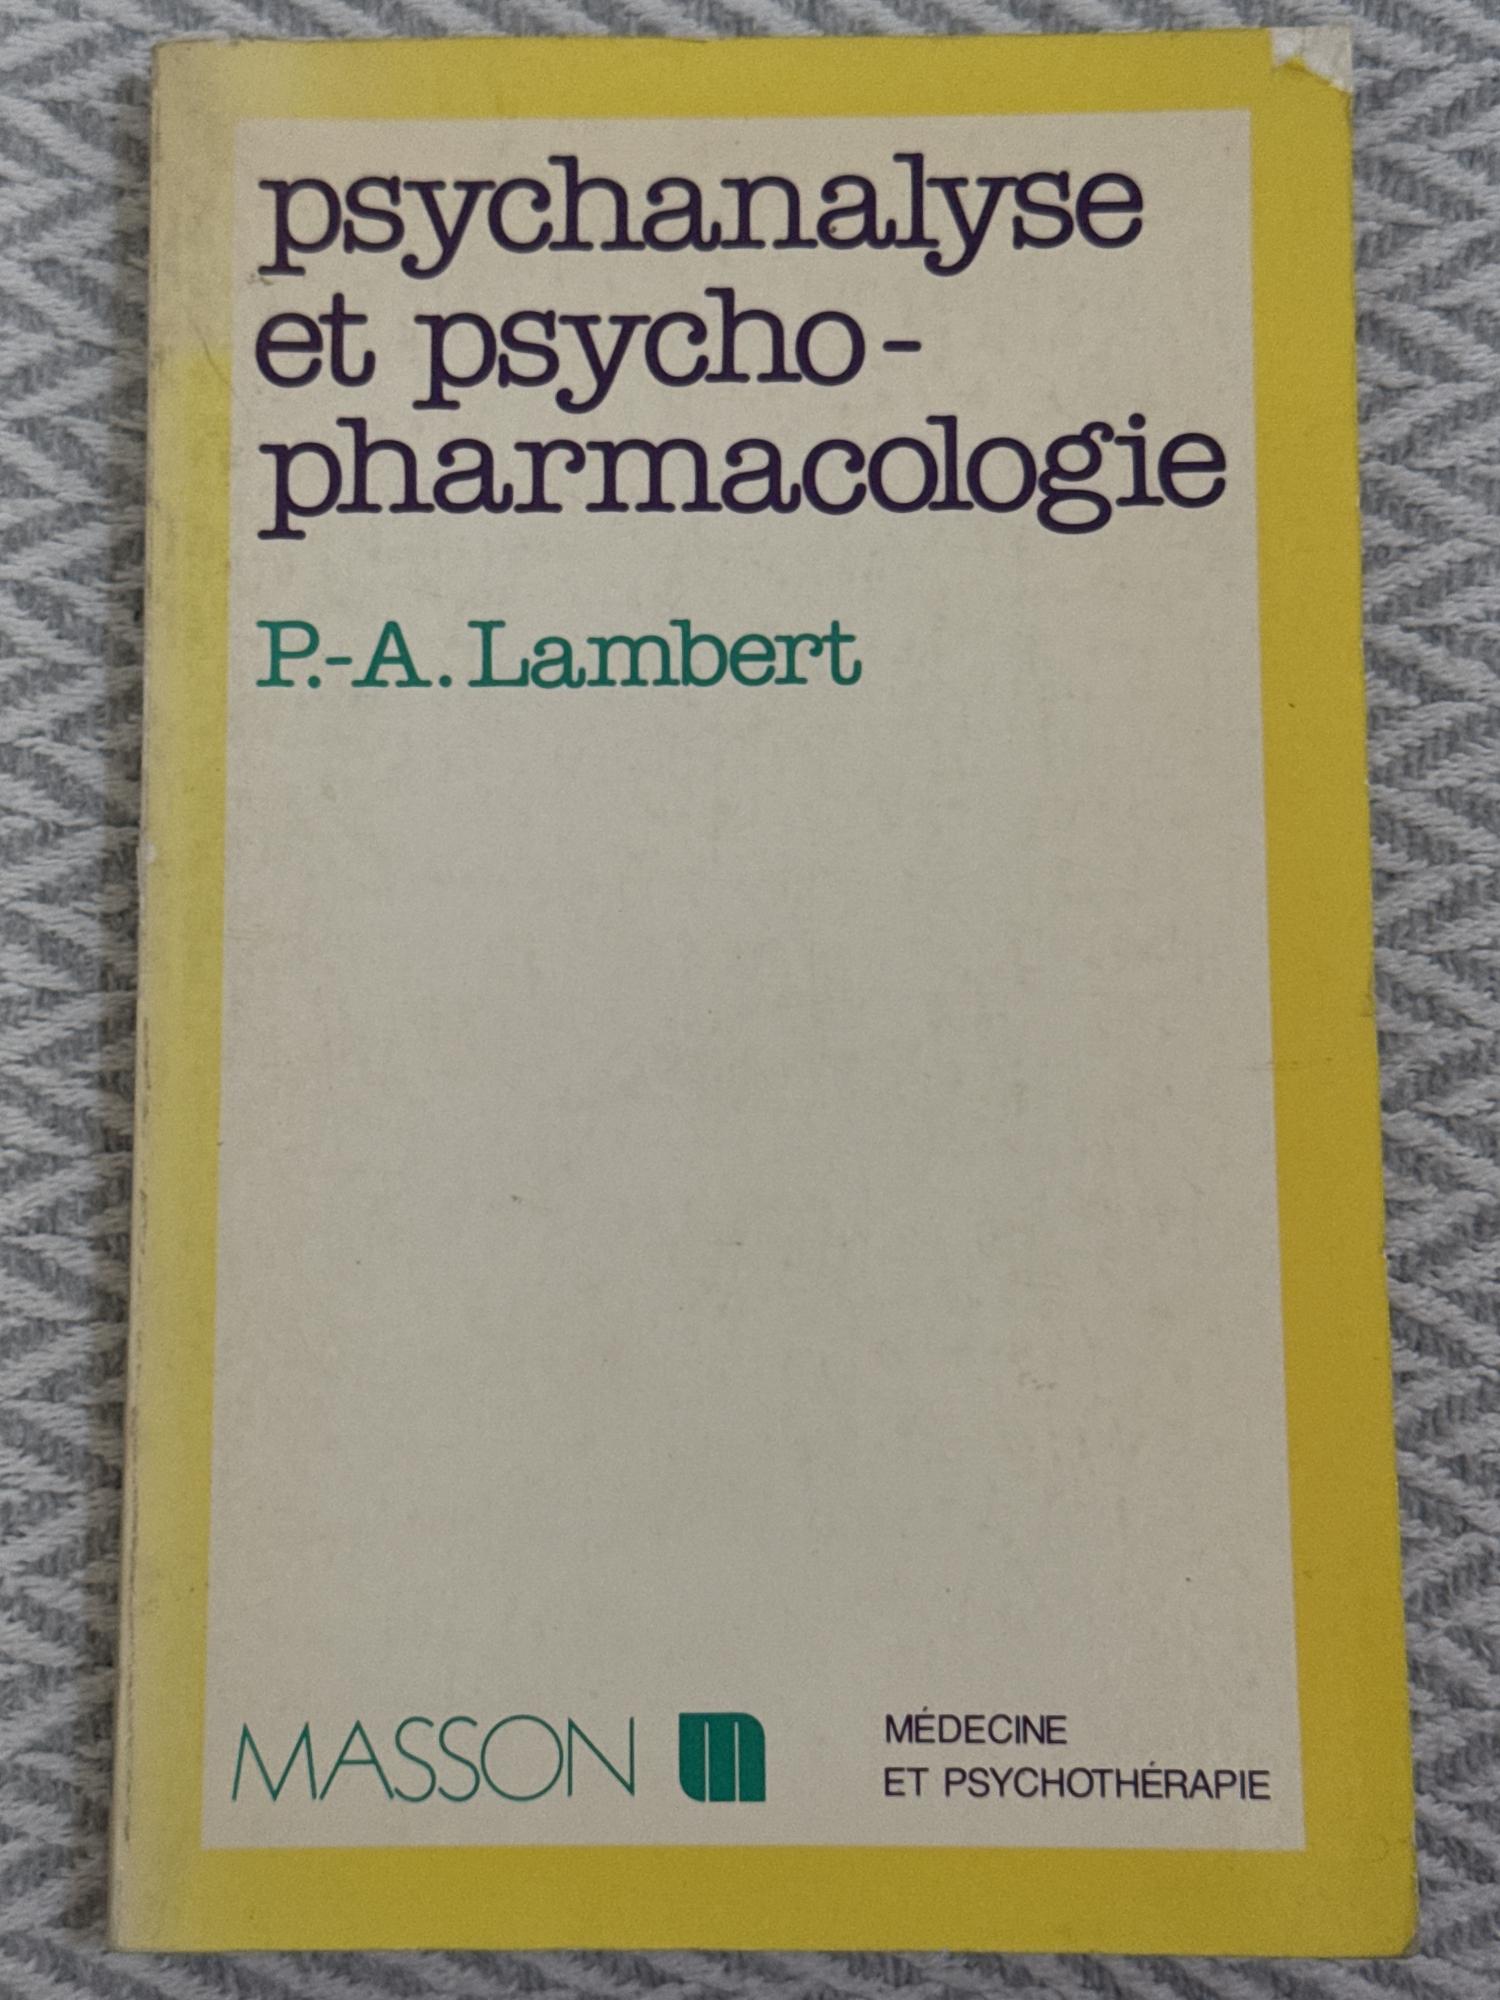 psychanalyse
et psycho-
pharmacologie
P.-A. Lambert
MASSON m
MÉDECINE
ET PSYCHOTHÉRAPIE